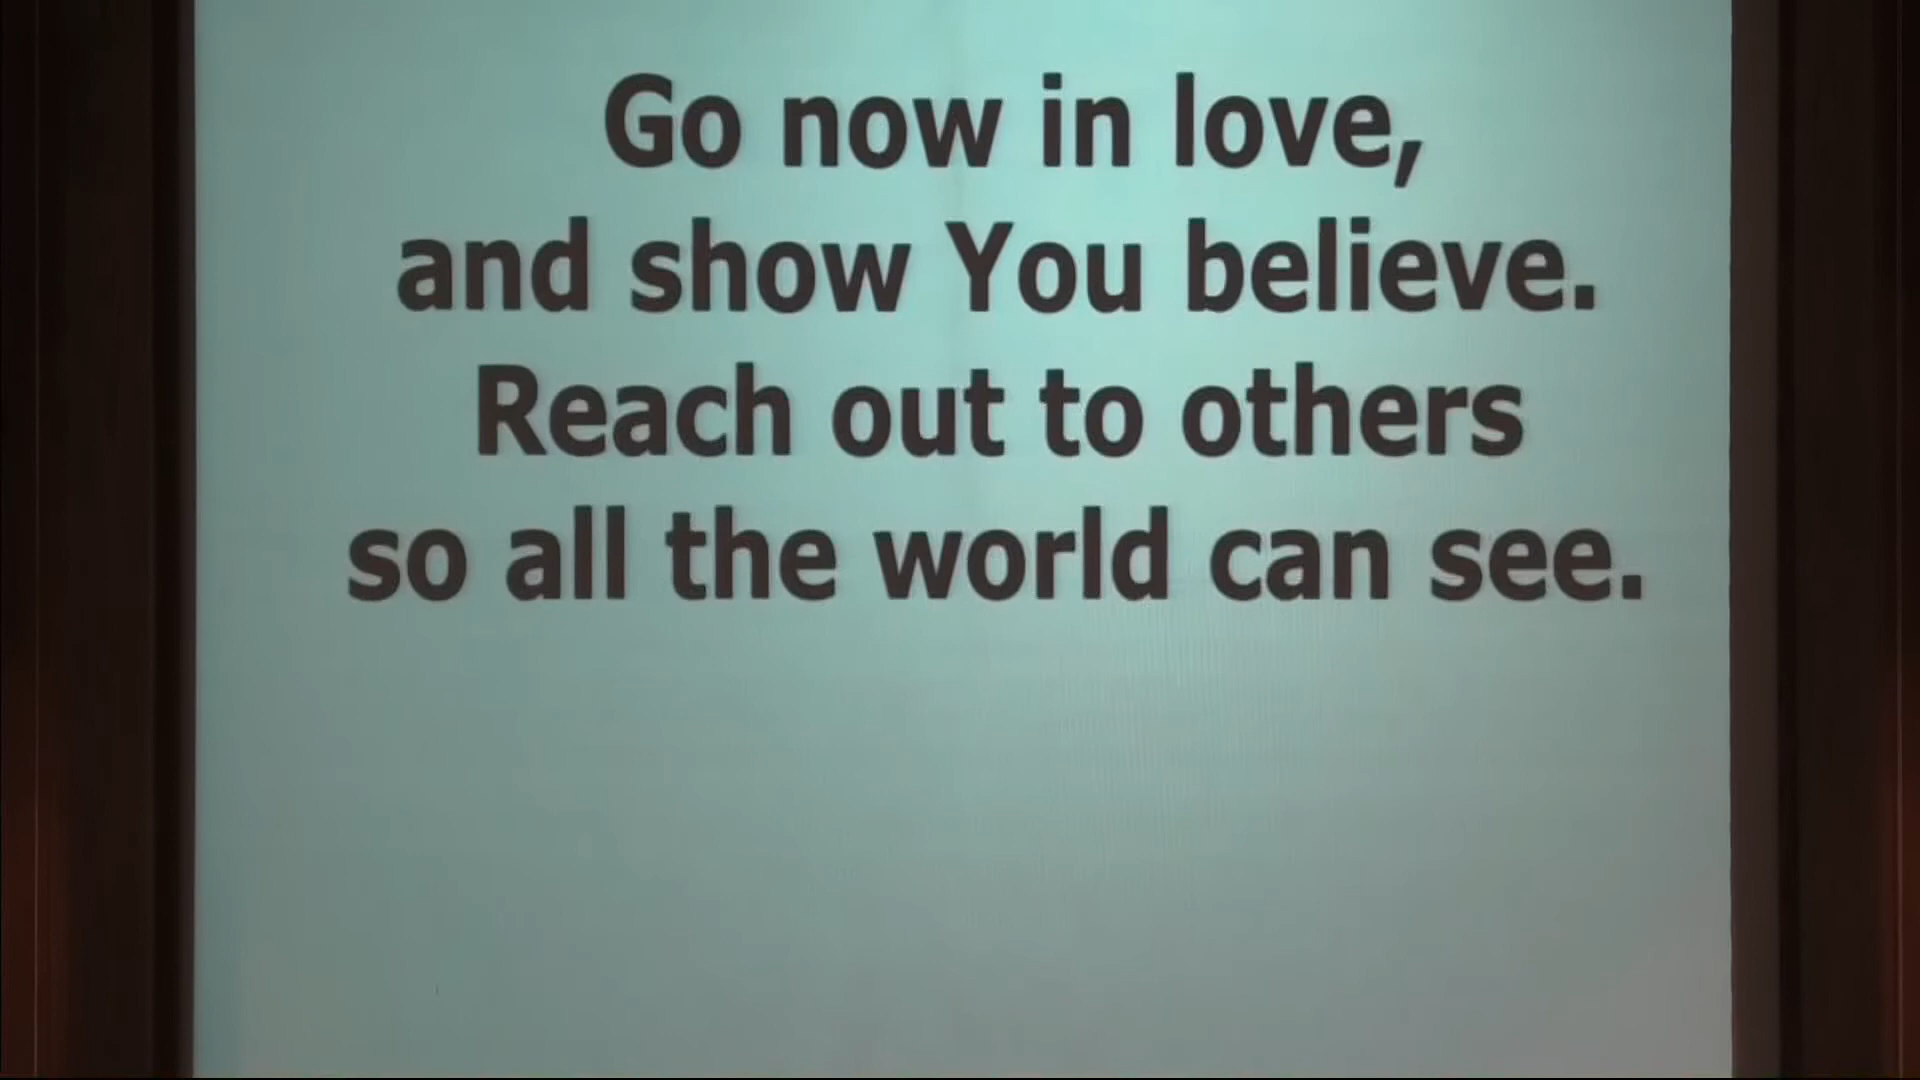 Go now in love,
and show You believe.
Reach out to others
so all the world can see.